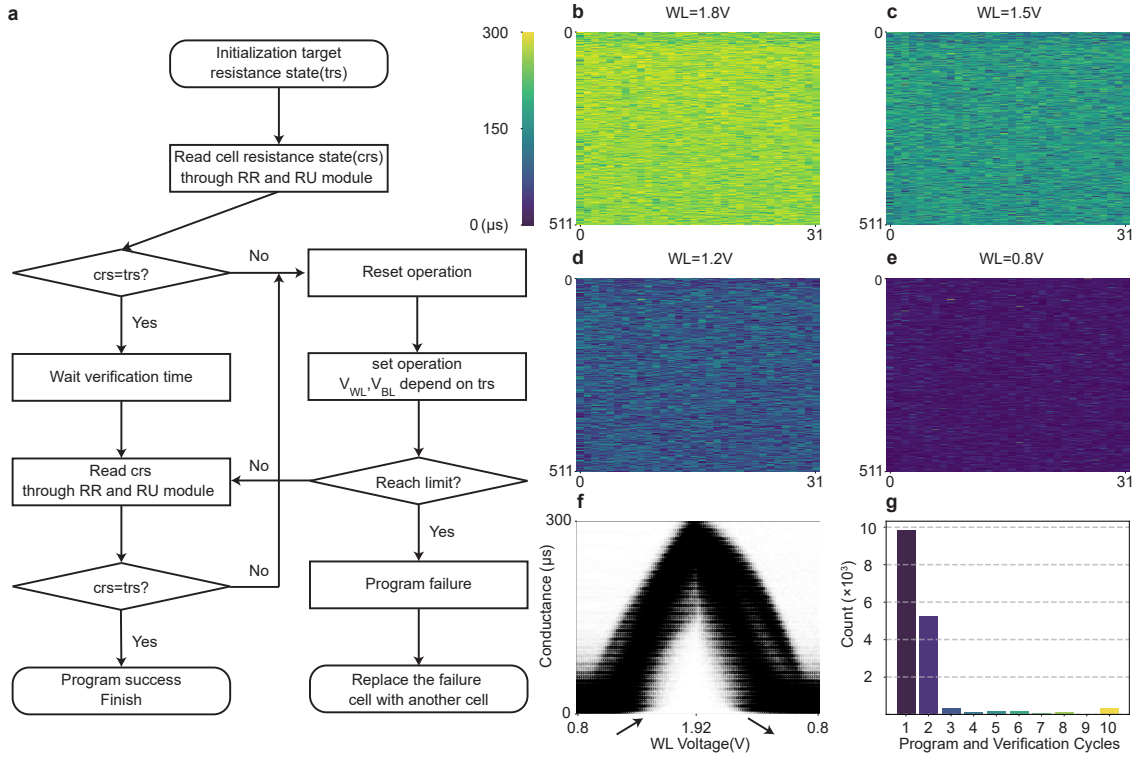 a
Initialization target
resistance state(trs)
Read cell resistance state(crs)
through RR and RU module
crs=trs?
No
Yes
Wait verification time
Read crs
through RR and RU module
No
crs=trs?
No
Yes
Program success
Finish
Reset operation
set operation
V_WL,V_BL depend on trs
Reach limit?
Yes
Program failure
Replace the failure
cell with another cell
300
150
0 (μs)
b
WL=1.8V
0
511
0
31
c
WL=1.5V
0
511
0
31
d
WL=1.2V
0
511
0
31
e
WL=0.8V
0
511
0
31
f
300
Conductance (μs)
0
0.8
1.92
0.8
WL Voltage(V)
g
10
8
6
4
2
Count (×10³)
1 2 3 4 5 6 7 8 9 10
Program and Verification Cycles